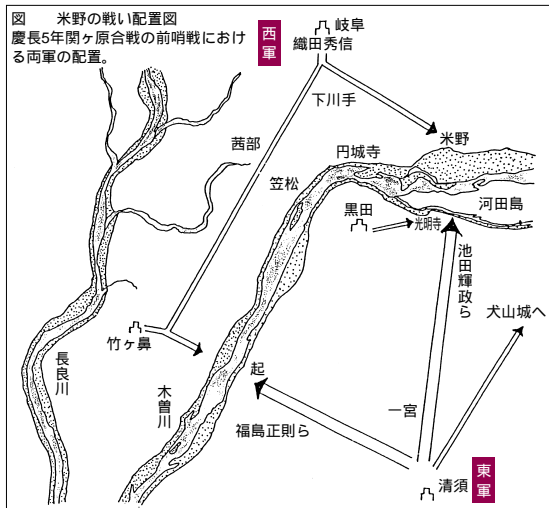 図　米野の戦い配置図
慶長5年関ヶ原合戦の前哨戦におけ
る両軍の配置。
西軍
岐阜
織田秀信
下川手
米野
茜部
円城寺
笠松
河田島
黒田
光明寺
池田輝政ら
犬山城へ
竹ヶ鼻
長良川
起
木曽川
一宮
福島正則ら
清須
東軍